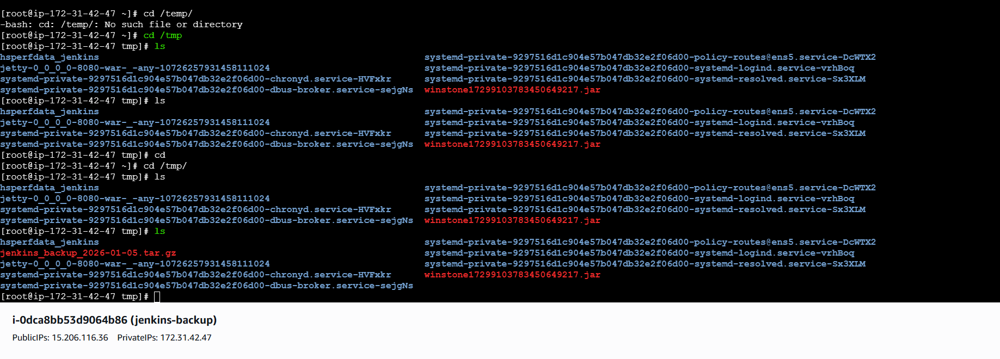 [root@ip-172-31-42-47 ~]# cd /temp/
-bash: cd: /temp/: No such file or directory
[root@ip-172-31-42-47 ~]# cd /tmp
[root@ip-172-31-42-47 tmp]# ls
hsperfdata_jenkins systemd-private-9297516d1c904e57b047db32e2f06d00-policy-routes@ens5.service-DcWTX2
jetty-0_0_0_0-8080-war-_-any-10726257931458111024 systemd-private-9297516d1c904e57b047db32e2f06d00-systemd-logind.service-vrhBoq
systemd-private-9297516d1c904e57b047db32e2f06d00-chronyd.service-HVFxkr systemd-private-9297516d1c904e57b047db32e2f06d00-systemd-resolved.service-Sx3XLM
systemd-private-9297516d1c904e57b047db32e2f06d00-dbus-broker.service-sejgNs winstone17299103783450649217.jar
[root@ip-172-31-42-47 tmp]# ls
hsperfdata_jenkins systemd-private-9297516d1c904e57b047db32e2f06d00-policy-routes@ens5.service-DcWTX2
jetty-0_0_0_0-8080-war-_-any-10726257931458111024 systemd-private-9297516d1c904e57b047db32e2f06d00-systemd-logind.service-vrhBoq
systemd-private-9297516d1c904e57b047db32e2f06d00-chronyd.service-HVFxkr systemd-private-9297516d1c904e57b047db32e2f06d00-systemd-resolved.service-Sx3XLM
systemd-private-9297516d1c904e57b047db32e2f06d00-dbus-broker.service-sejgNs winstone17299103783450649217.jar
[root@ip-172-31-42-47 tmp]# cd
[root@ip-172-31-42-47 ~]# cd /tmp/
[root@ip-172-31-42-47 tmp]# ls
hsperfdata_jenkins systemd-private-9297516d1c904e57b047db32e2f06d00-policy-routes@ens5.service-DcWTX2
jetty-0_0_0_0-8080-war-_-any-10726257931458111024 systemd-private-9297516d1c904e57b047db32e2f06d00-systemd-logind.service-vrhBoq
systemd-private-9297516d1c904e57b047db32e2f06d00-chronyd.service-HVFxkr systemd-private-9297516d1c904e57b047db32e2f06d00-systemd-resolved.service-Sx3XLM
systemd-private-9297516d1c904e57b047db32e2f06d00-dbus-broker.service-sejgNs winstone17299103783450649217.jar
[root@ip-172-31-42-47 tmp]# ls
hsperfdata_jenkins systemd-private-9297516d1c904e57b047db32e2f06d00-policy-routes@ens5.service-DcWTX2
jenkins_backup_2026-01-05.tar.gz systemd-private-9297516d1c904e57b047db32e2f06d00-systemd-logind.service-vrhBoq
jetty-0_0_0_0-8080-war-_-any-10726257931458111024 systemd-private-9297516d1c904e57b047db32e2f06d00-systemd-resolved.service-Sx3XLM
systemd-private-9297516d1c904e57b047db32e2f06d00-chronyd.service-HVFxkr winstone17299103783450649217.jar
systemd-private-9297516d1c904e57b047db32e2f06d00-dbus-broker.service-sejgNs
[root@ip-172-31-42-47 tmp]#
i-0dca8bb53d9064b86 (jenkins-backup)
PublicIPs: 15.206.116.36 PrivateIPs: 172.31.42.47